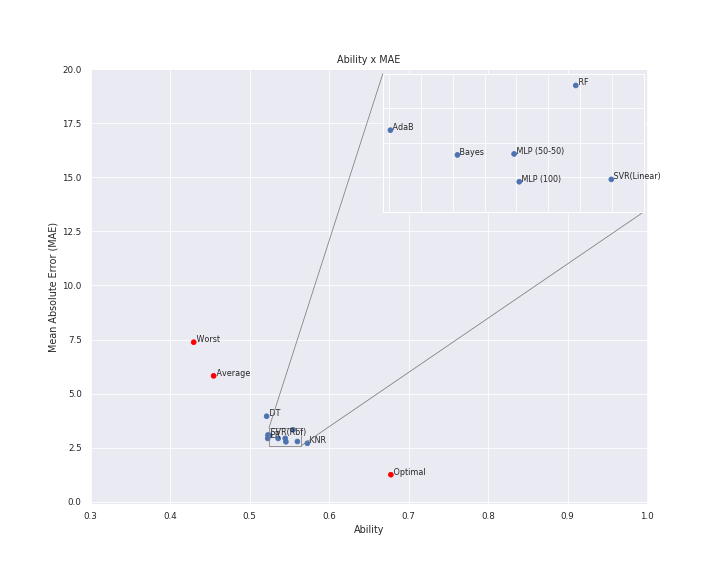 Ability x MAE
20.0
17.5
15.0
12.5
10.0
7.5
5.0
2.5
0.0
Mean Absolute Error (MAE)
RF
AdaB
Bayes
MLP (50-50)
MLP (100)
SVR(Linear)
Worst
Average
DT
SVR(Rbf)
KNR
Optimal
0.3
0.4
0.5
0.6
0.7
0.8
0.9
1.0
Ability